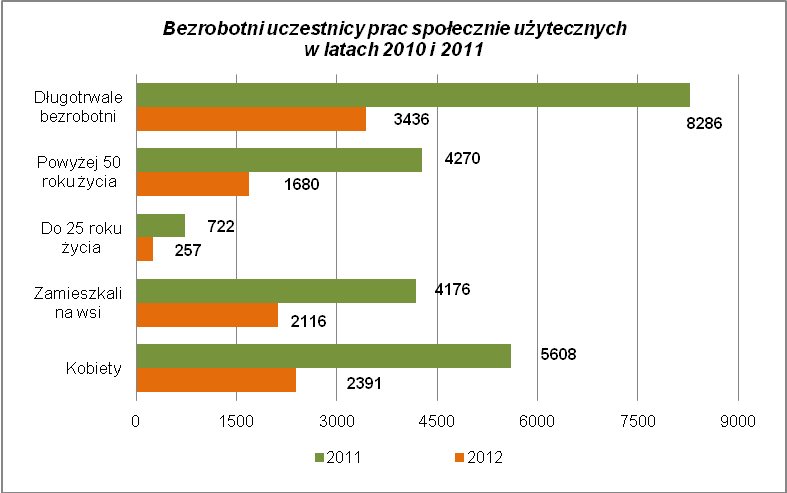 Bezrobotni uczestnicy prac społecznie użytecznych
w latach 2010 i 2011
Długotrwale
bezrobotni
3436
8286
Powyżej 50
roku życia
4270
1680
Do 25 roku
życia
722
257
Zamieszkali
na wsi
4176
2116
Kobiety
5608
2391
0 1500 3000 4500 6000 7500 9000
2011 2012